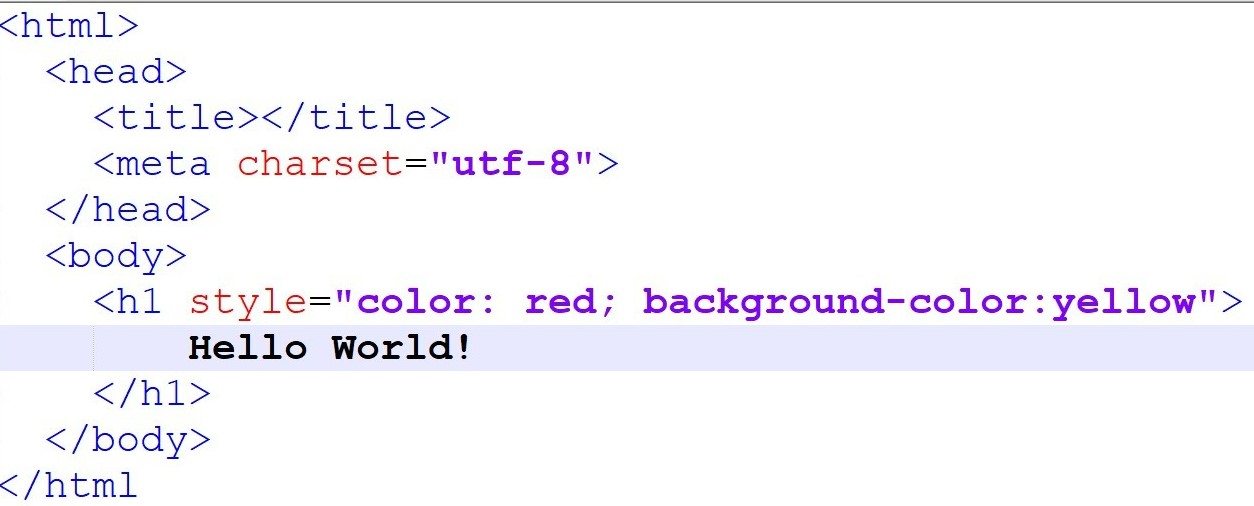 <html>
<head>
<title></title>
<meta charset="utf-8">
</head>
<body>
<h1 style="color: red; background-color:yellow">
Hello World!
</h1>
</body>
</html